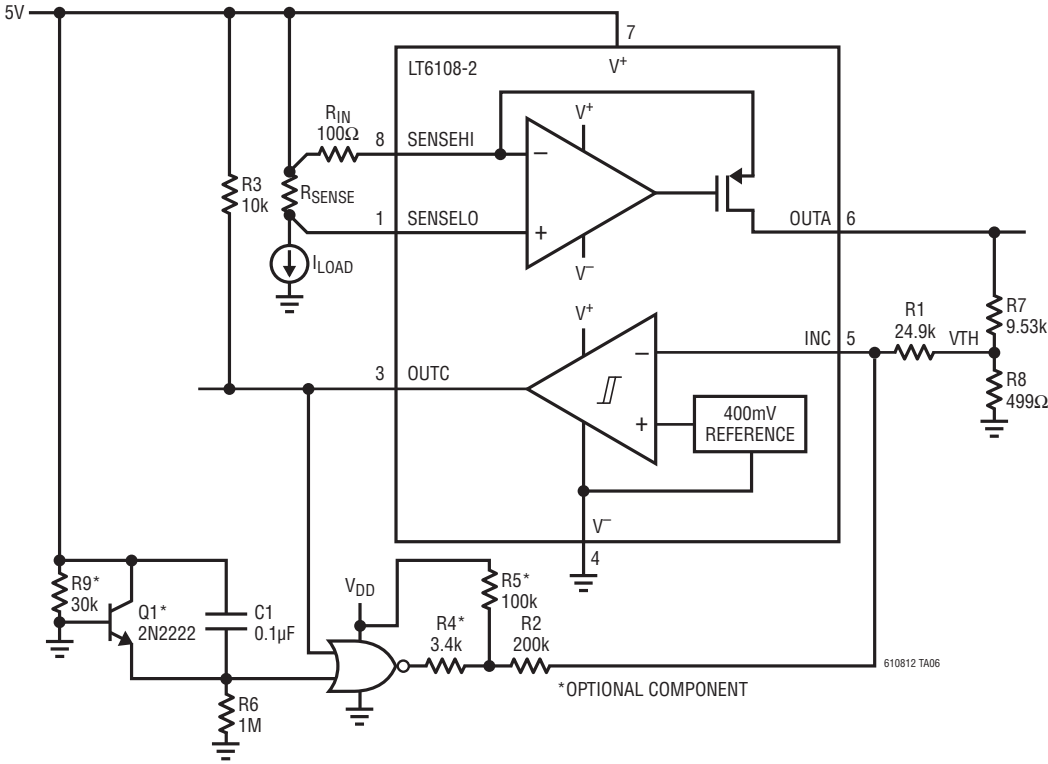 5V
7
LT6108-2
V+
RIN
100Ω
8
SENSEHI
V+
–
R3
10k
RSENSE
1
SENSELO
+
OUTA
6
ILOAD
V–
V+
R7
9.53k
R1
24.9k
INC
5
VTH
–
3
OUTC
R8
499Ω
400mV
REFERENCE
+
V–
4
R9*
30k
Q1*
2N2222
C1
0.1µF
VDD
R5*
100k
R4*
3.4k
R2
200k
610812 TA06
*OPTIONAL COMPONENT
R6
1M